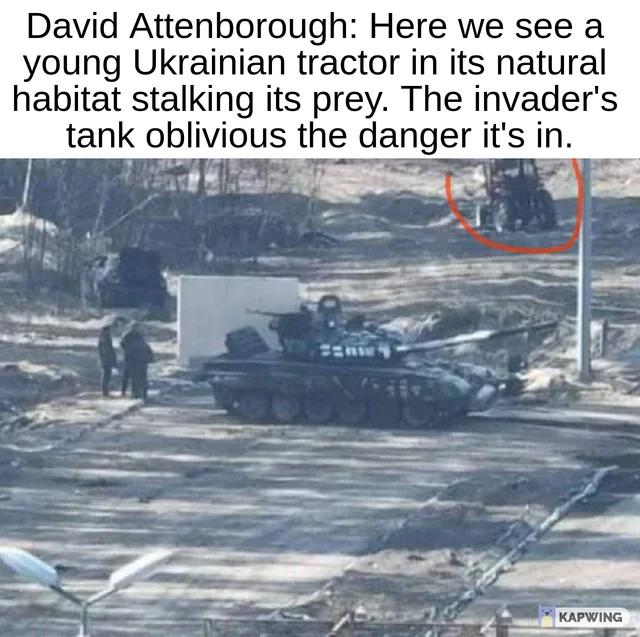 David Attenborough: Here we see a
young Ukrainian tractor in its natural
habitat stalking its prey. The invader's
tank oblivious the danger it's in.
KAPWING